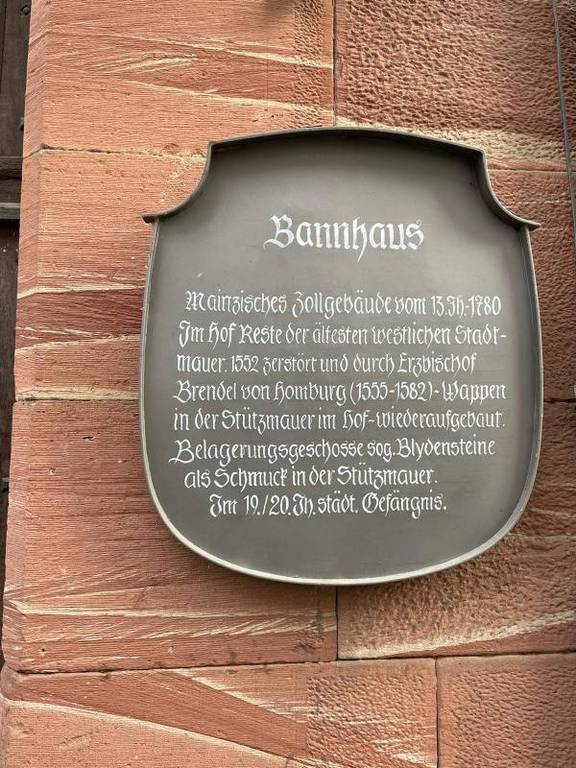 Bannhaus
Mainzisches Zollgebäude vom 13.Jh.-1780
Im Hof Reste der ältesten westlichen Stadt-
mauer. 1552 zerstört und durch Erzbischof
Brendel von Homburg (1555-1582)-Wappen
in der Stützmauer im Hof-wiederaufgebaut.
Belagerungsgeschosse sog. Blydensteine
als Schmuck in der Stützmauer.
Im 19./20. Jh. städt. Gefängnis.